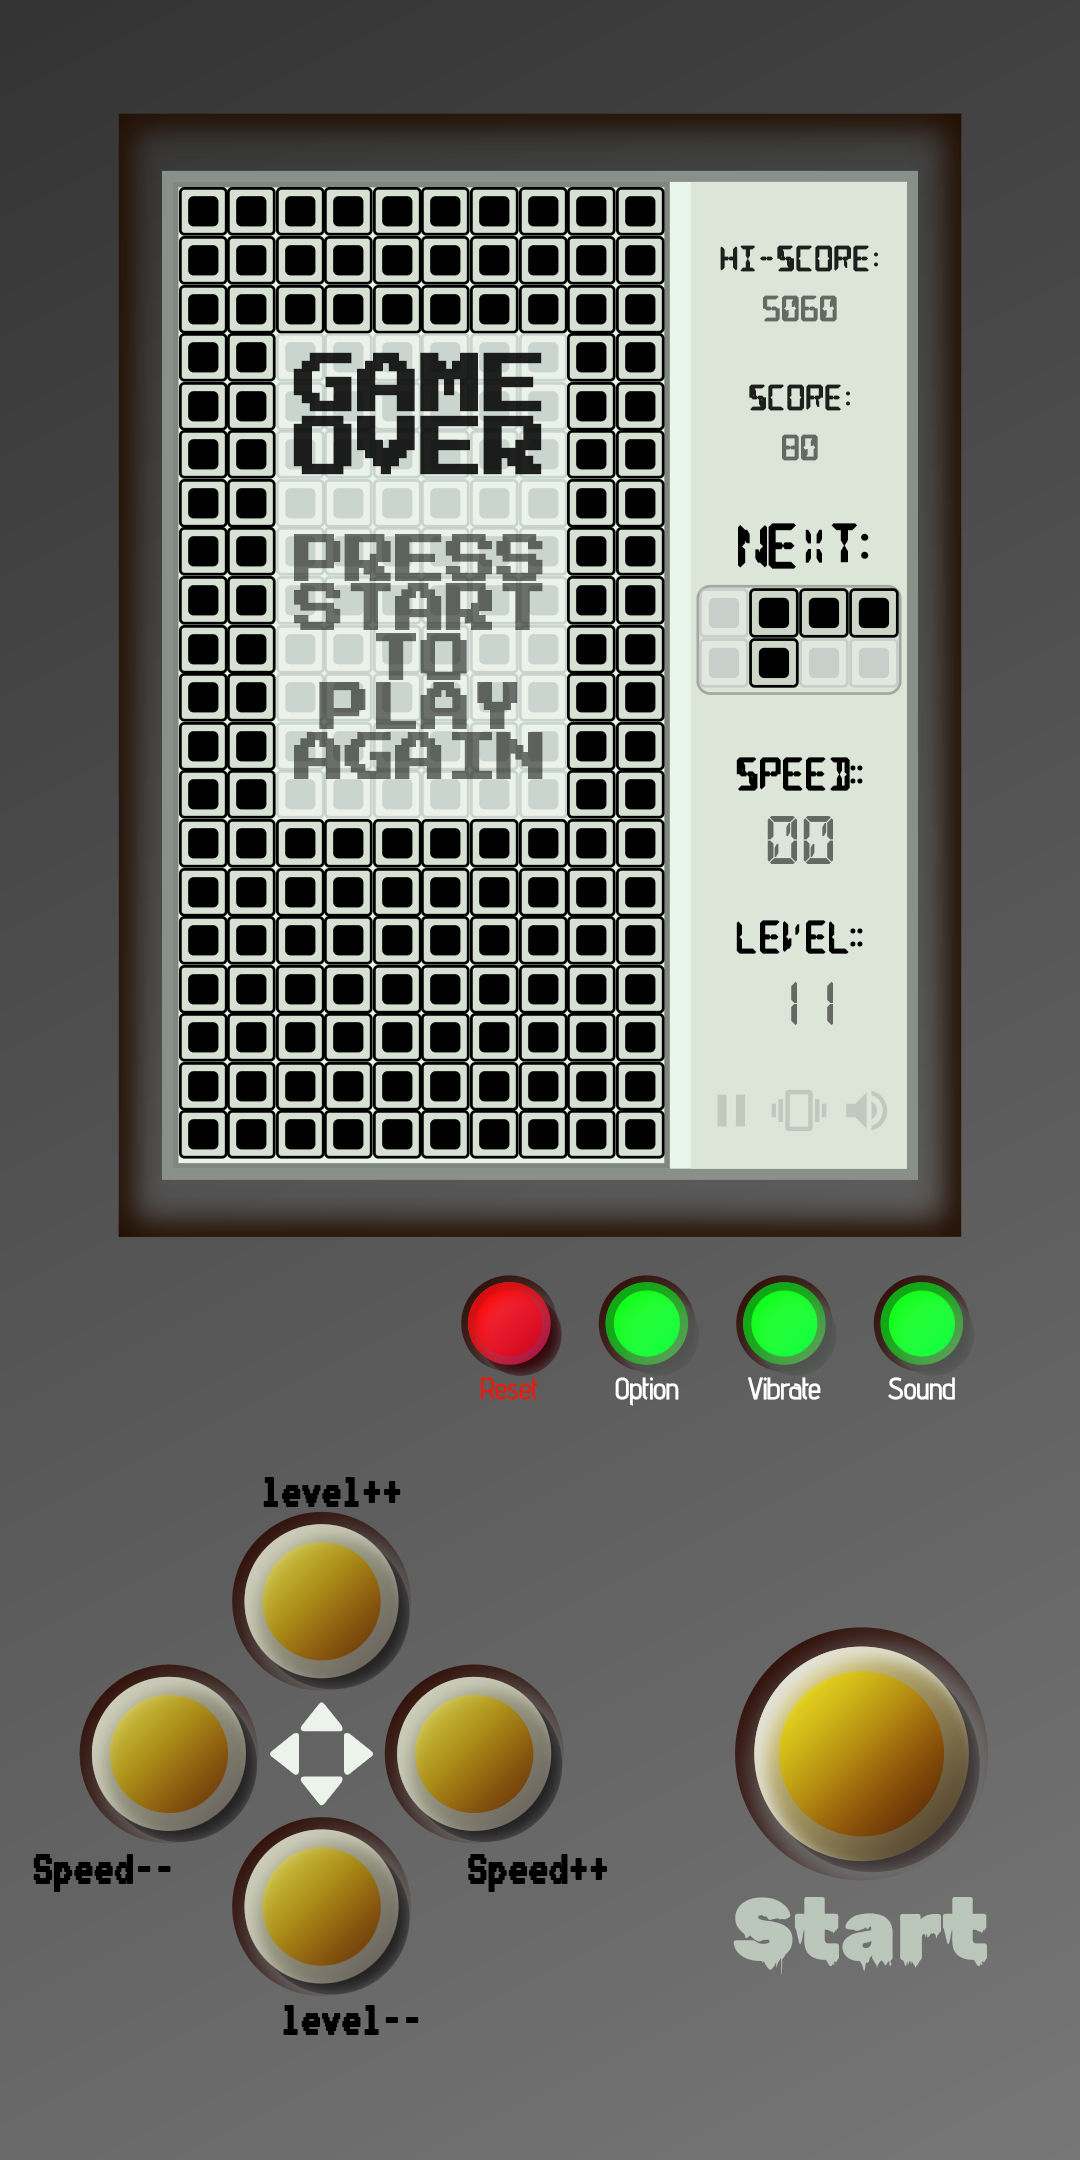 HI-SCORE:
5060
SCORE:
80
GAME
OVER
NEXT:
PRESS
START
TO
PLAY
AGAIN
SPEED::
00
LEVEL::
11
Reset
Option
Vibrate
Sound
level++
Speed--
Speed++
Start
level--